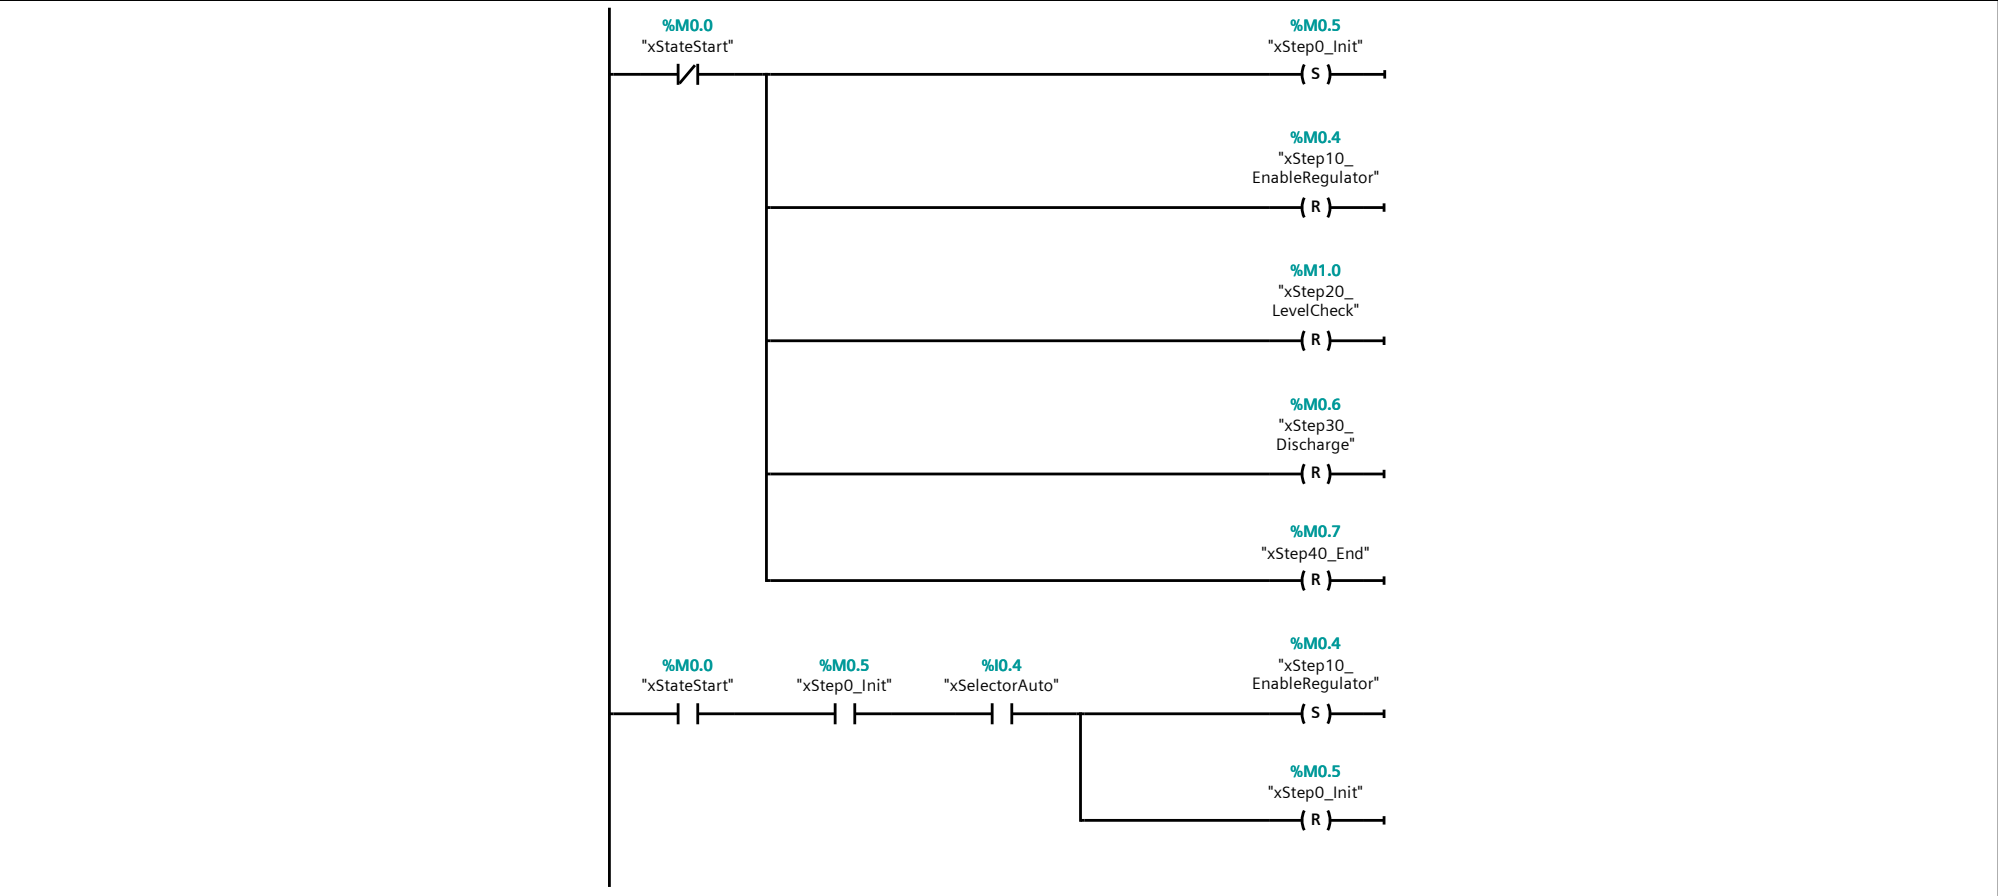 %M0.0
"xStateStart"
%M0.5
"xStep0_Init"
S
%M0.4
"xStep10_
EnableRegulator"
R
%M1.0
"xStep20_
LevelCheck"
R
%M0.6
"xStep30_
Discharge"
R
%M0.7
"xStep40_End"
R
%M0.0
"xStateStart"
%M0.5
"xStep0_Init"
%I0.4
"xSelectorAuto"
%M0.4
"xStep10_
EnableRegulator"
S
%M0.5
"xStep0_Init"
R